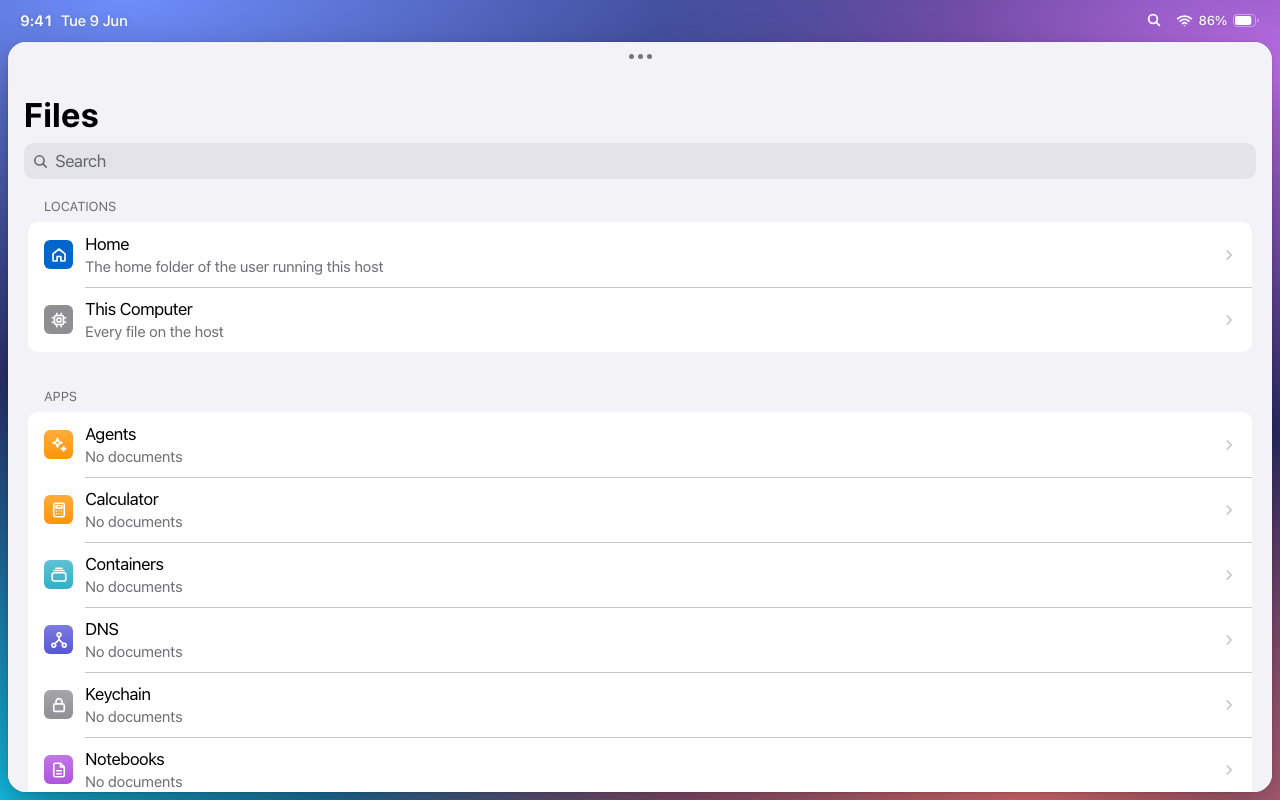 9:41 Tue 9 Jun
86%
Files
Search
LOCATIONS
Home
The home folder of the user running this host
This Computer
Every file on the host
APPS
Agents
No documents
Calculator
No documents
Containers
No documents
DNS
No documents
Keychain
No documents
Notebooks
No documents